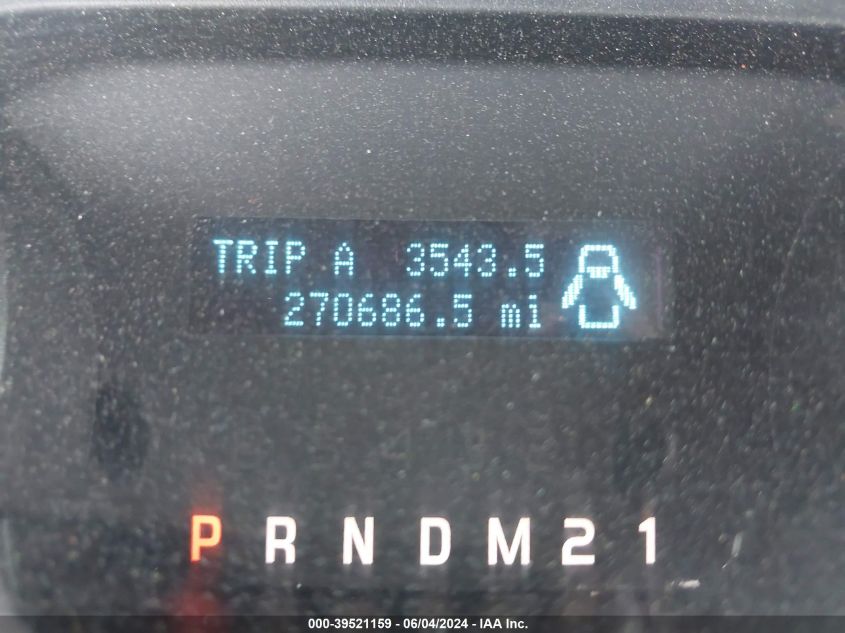 TRIP A 3543.5
270686.5 mi
P R N D M 2 1
000-39521159 - 06/04/2024 - IAA Inc.